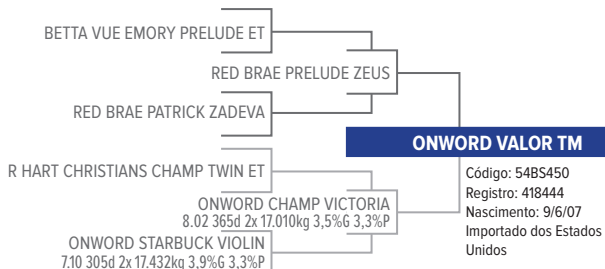 BETTA VUE EMORY PRELUDE ET
RED BRAE PRELUDE ZEUS
RED BRAE PATRICK ZADEVA
ONWORD VALOR TM
R HART CHRISTIANS CHAMP TWIN ET
ONWORD CHAMP VICTORIA
8.02 365d 2x 17.010kg 3,5%G 3,3%P
ONWORD STARBUCK VIOLIN
7.10 305d 2x 17.432kg 3,9%G 3,3%P
Código: 54BS450
Registro: 418444
Nascimento: 9/6/07
Importado dos Estados
Unidos